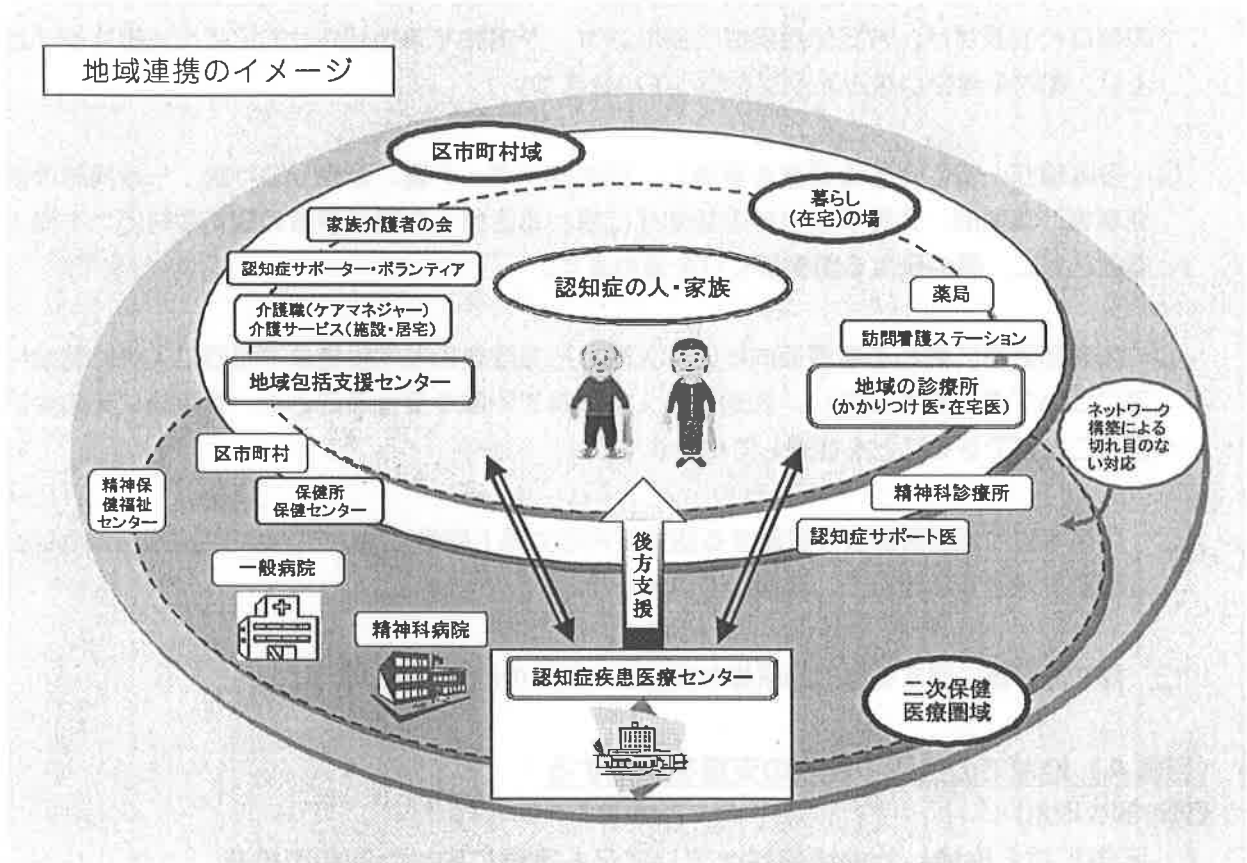 地域連携のイメージ
区市町村域
暮らし
(在宅)の場
家族介護者の会
認知症サポーター・ボランティア
介護職(ケアマネジャー)
介護サービス(施設・居宅)
地域包括支援センター
認知症の人・家族
薬局
訪問看護ステーション
地域の診療所
(かかりつけ医・在宅医)
ネットワーク
構築による
切れ目のな
い対応
区市町村
保健所
保健センター
精神保
健福祉
センター
精神科診療所
認知症サポート医
後方支援
一般病院
精神科病院
認知症疾患医療センター
二次保健
医療圏域